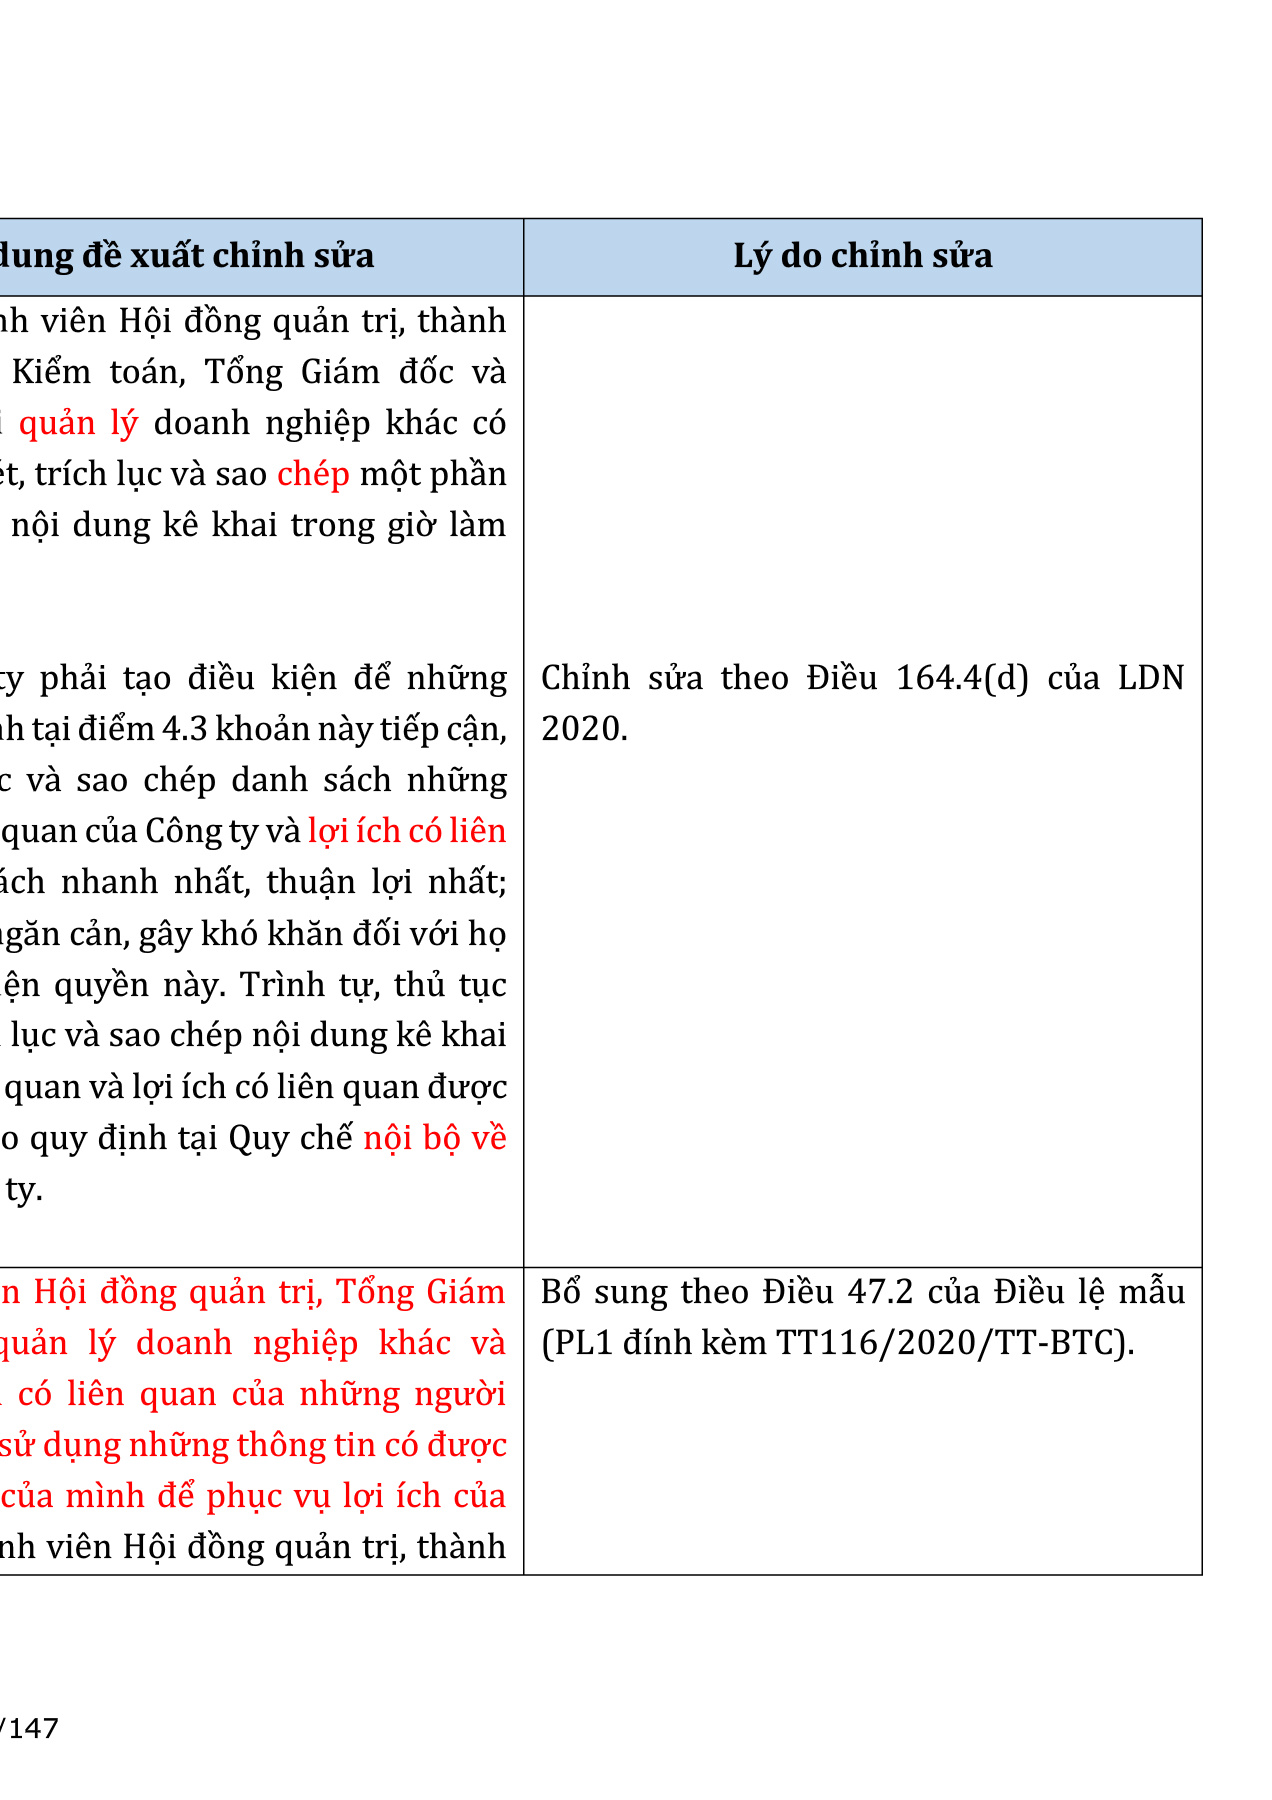 dung đề xuất chỉnh sửa
Lý do chỉnh sửa
viên Hội đồng quản trị, thành
Kiểm toán, Tổng Giám đốc và
quản lý doanh nghiệp khác có
trích lục và sao chép một phần
nội dung kê khai trong giờ làm
ty phải tạo điều kiện để những
tại điểm 4.3 khoản này tiếp cận,
và sao chép danh sách những
quan của Công ty và lợi ích có liên
nhanh nhất, thuận lợi nhất;
ngăn cản, gây khó khăn đối với họ
quyền này. Trình tự, thủ tục
lục và sao chép nội dung kê khai
quan và lợi ích có liên quan được
quy định tại Quy chế nội bộ về
ty.
Chỉnh sửa theo Điều 164.4(d) của LDN
2020.
Hội đồng quản trị, Tổng Giám
quản lý doanh nghiệp khác và
có liên quan của những người
sử dụng những thông tin có được
của mình để phục vụ lợi ích của
viên Hội đồng quản trị, thành
Bổ sung theo Điều 47.2 của Điều lệ mẫu
(PL1 đính kèm TT116/2020/TT-BTC).
/147